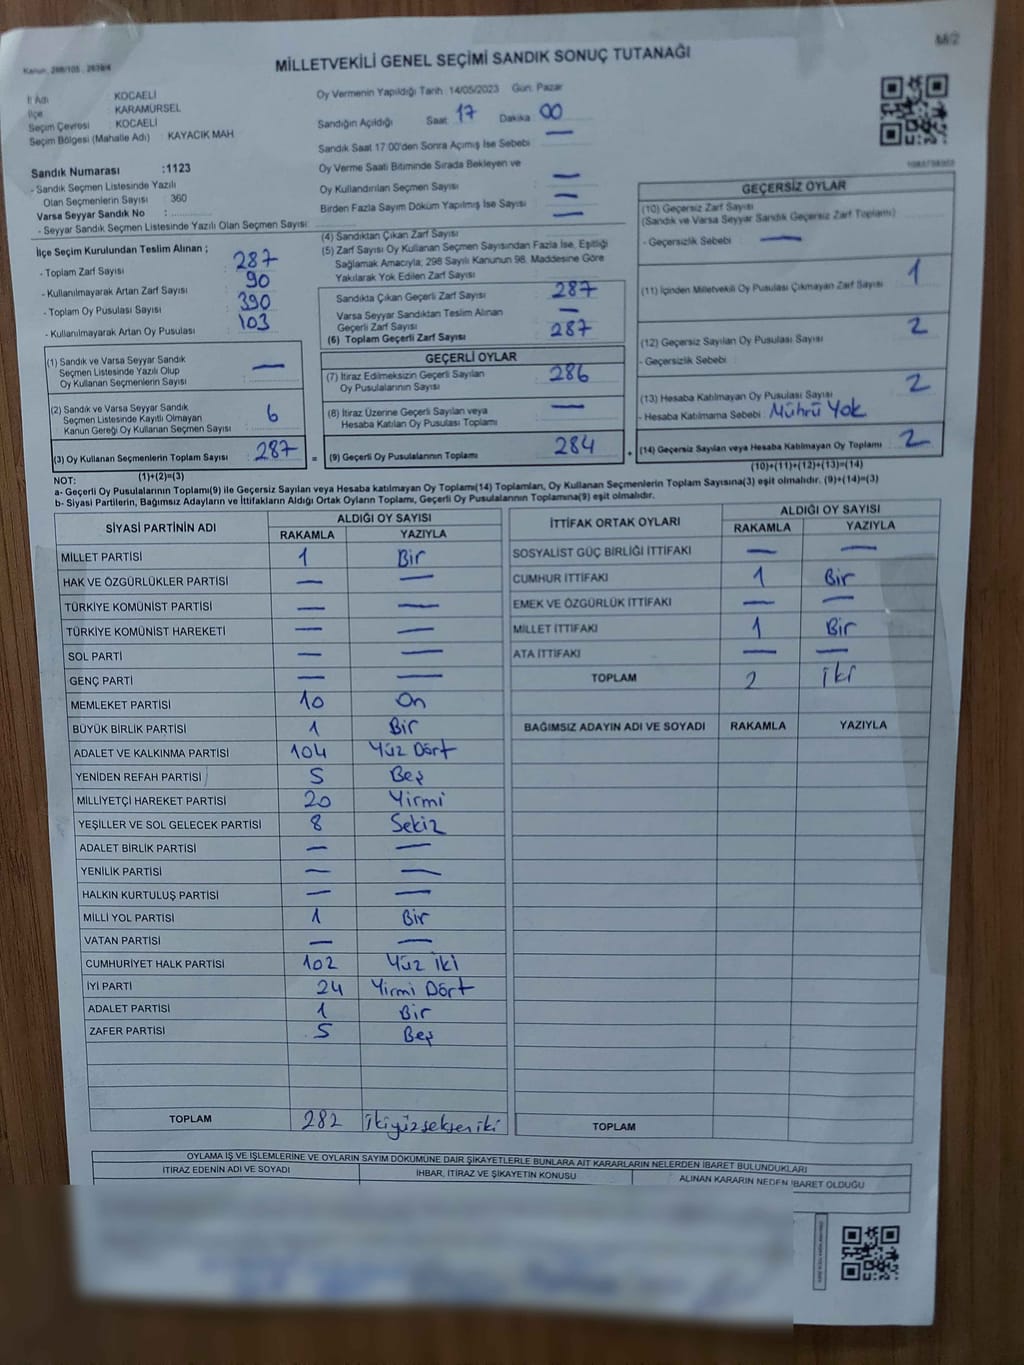 M/2
MİLLETVEKİLİ GENEL SEÇİMİ SANDIK SONUÇ TUTANAĞI
İl Adı KOCAELİ
İlçe KARAMÜRSEL
Seçim Çevresi KOCAELİ
Seçim Bölgesi (Mahalle Adı) : KAYACIK MAH
Sandık Numarası :1123
- Sandık Seçmen Listesinde Yazılı
Olan Seçmenlerin Sayısı : 360
Varsa Seyyar Sandık No :
- Seyyar Sandık Seçmen Listesinde Yazılı Olan Seçmen Sayısı:
Oy Vermenin Yapıldığı Tarih : 14/05/2023 Gün: Pazar
Sandığın Açıldığı Saat 17 Dakika 00
Sandık Saat 17:00'den Sonra Açımış İse Sebebi : —
Oy Verme Saati Bitiminde Sırada Bekleyen ve
Oy Kullandırılan Seçmen Sayısı —
Birden Fazla Sayım Döküm Yapılmış İse Sayısı —
İlçe Seçim Kurulundan Teslim Alınan ;
- Toplam Zarf Sayısı : 287
- Kullanılmayarak Artan Zarf Sayısı : 90
- Toplam Oy Pusulası Sayısı : 390
- Kullanılmayarak Artan Oy Pusulası : 103
(1) Sandık ve Varsa Seyyar Sandık
Seçmen Listesinde Yazılı Olup
Oy Kullanan Seçmenlerin Sayısı : —
(2) Sandık ve Varsa Seyyar Sandık
Seçmen Listesinde Kayıtlı Olmayan
Kanun Gereği Oy Kullanan Seçmen Sayısı : 6
(3) Oy Kullanan Seçmenlerin Toplam Sayısı : 287
(1)+(2)=(3)
(4) Sandıktan Çıkan Zarf Sayısı —
(5) Zarf Sayısı Oy Kullanan Seçmen Sayısından Fazla İse, Eşitliği
Sağlamak Amacıyla; 298 Sayılı Kanunun 98. Maddesine Göre
Yakılarak Yok Edilen Zarf Sayısı
Sandıkta Çıkan Geçerli Zarf Sayısı 287
Varsa Seyyar Sandıktan Teslim Alınan
Geçerli Zarf Sayısı —
(6) Toplam Geçerli Zarf Sayısı 287
GEÇERLİ OYLAR
(7) İtiraz Edilmeksizin Geçerli Sayılan
Oy Pusulalarının Sayısı 286
(8) İtiraz Üzerine Geçerli Sayılan veya
Hesaba Katılan Oy Pusulası Toplamı —
= (9) Geçerli Oy Pusulalarının Toplamı 284
GEÇERSİZ OYLAR
(10) Geçersiz Zarf Sayısı
(Sandık ve Varsa Seyyar Sandık Geçersiz Zarf Toplamı)
- Geçersizlik Sebebi : —
(11) İçinden Milletvekili Oy Pusulası Çıkmayan Zarf Sayısı 1
(12) Geçersiz Sayılan Oy Pusulası Sayısı 2
- Geçersizlik Sebebi :
(13) Hesaba Katılmayan Oy Pusulası Sayısı 2
- Hesaba Katılmama Sebebi : Mührü Yok
+ (14) Geçersiz Sayılan veya Hesaba Katılmayan Oy Toplamı 2
(10)+(11)+(12)+(13)=(14)
NOT:
a- Geçerli Oy Pusulalarının Toplamı(9) ile Geçersiz Sayılan veya Hesaba katılmayan Oy Toplamı(14) Toplamları, Oy Kullanan Seçmenlerin Toplam Sayısına(3) eşit olmalıdır. (9)+(14)=(3)
b- Siyasi Partilerin, Bağımsız Adayların ve İttifakların Aldığı Ortak Oyların Toplamı, Geçerli Oy Pusulalarının Toplamına(9) eşit olmalıdır.
SİYASİ PARTİNİN ADI ALDIĞI OY SAYISI
RAKAMLA YAZIYLA
MİLLET PARTİSİ 1 Bir
HAK VE ÖZGÜRLÜKLER PARTİSİ — —
TÜRKİYE KOMÜNİST PARTİSİ — —
TÜRKİYE KOMÜNİST HAREKETİ — —
SOL PARTİ — —
GENÇ PARTİ — —
MEMLEKET PARTİSİ 10 On
BÜYÜK BİRLİK PARTİSİ 1 Bir
ADALET VE KALKINMA PARTİSİ 104 Yüz Dört
YENİDEN REFAH PARTİSİ 5 Beş
MİLLİYETÇİ HAREKET PARTİSİ 20 Yirmi
YEŞİLLER VE SOL GELECEK PARTİSİ 8 Sekiz
ADALET BİRLİK PARTİSİ — —
YENİLİK PARTİSİ — —
HALKIN KURTULUŞ PARTİSİ — —
MİLLİ YOL PARTİSİ 1 Bir
VATAN PARTİSİ — —
CUMHURİYET HALK PARTİSİ 102 Yüz İki
İYİ PARTİ 24 Yirmi Dört
ADALET PARTİSİ 1 Bir
ZAFER PARTİSİ 5 Beş
TOPLAM 282 İkiyüzsekseniki
İTTİFAK ORTAK OYLARI ALDIĞI OY SAYISI
RAKAMLA YAZIYLA
SOSYALİST GÜÇ BİRLİĞİ İTTİFAKI — —
CUMHUR İTTİFAKI 1 Bir
EMEK VE ÖZGÜRLÜK İTTİFAKI — —
MİLLET İTTİFAKI 1 Bir
ATA İTTİFAKI — —
TOPLAM 2 İki
BAĞIMSIZ ADAYIN ADI VE SOYADI RAKAMLA YAZIYLA
TOPLAM
OYLAMA İŞ VE İŞLEMLERİNE VE OYLARIN SAYIM DÖKÜMÜNE DAİR ŞİKAYETLERLE BUNLARA AİT KARARLARIN NELERDEN İBARET BULUNDUKLARI
İTİRAZ EDENİN ADI VE SOYADI İHBAR, İTİRAZ VE ŞİKAYETİN KONUSU ALINAN KARARIN NEDEN İBARET OLDUĞU